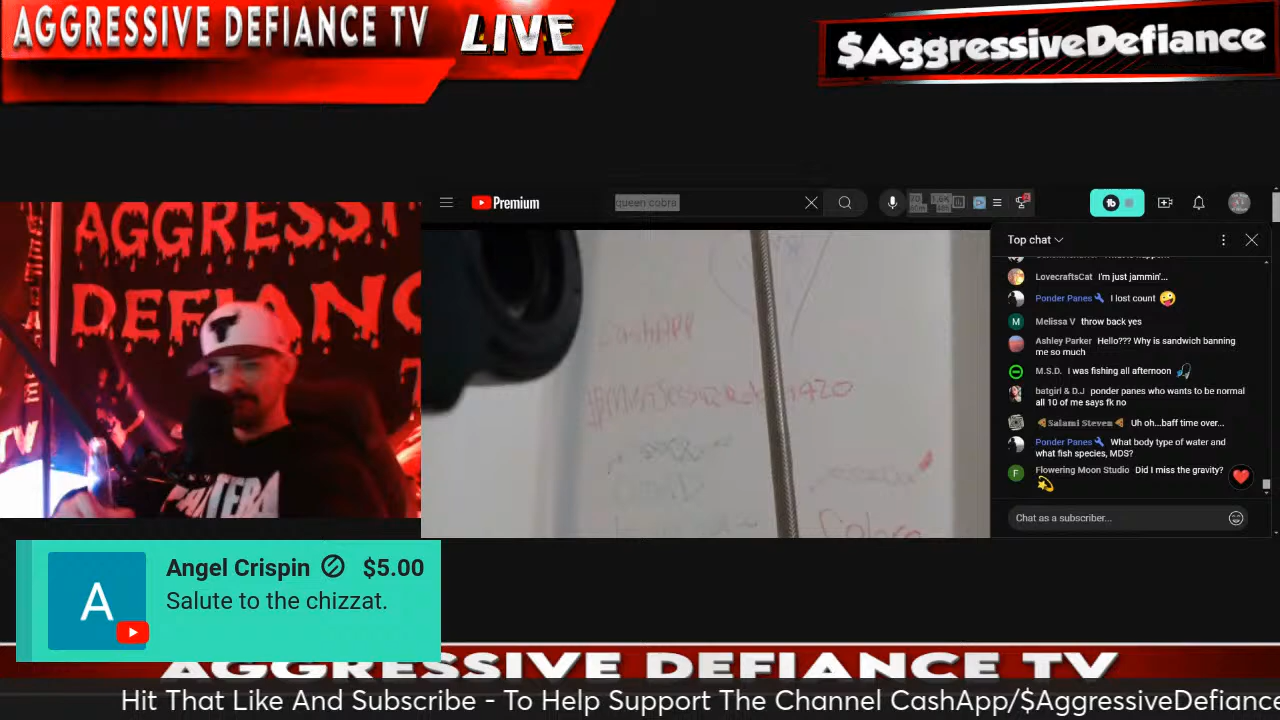 AGGRESSIVE DEFIANCE TV
LIVE
$AggressiveDefiance
AGGRESSI
DEFIANC
TV
PANTERA
Premium
queen cobra
CashApp
Top chat
LovecraftsCat I'm just jammin'...
Ponder Panes I lost count
M
Melissa V throw back yes
Ashley Parker Hello??? Why is sandwich banning
me so much
M.S.D. I was fishing all afternoon
batgirl & D.J ponder panes who wants to be normal
all 10 of me says fk no
Salami Steven Uh oh...baff time over...
Ponder Panes What body type of water and
what fish species, MDS?
F
Flowering Moon Studio Did I miss the gravity?
Chat as a subscriber...
A
Angel Crispin $5.00
Salute to the chizzat.
AGGRESSIVE DEFIANCE TV
Hit That Like And Subscribe - To Help Support The Channel CashApp/$AggressiveDefiance